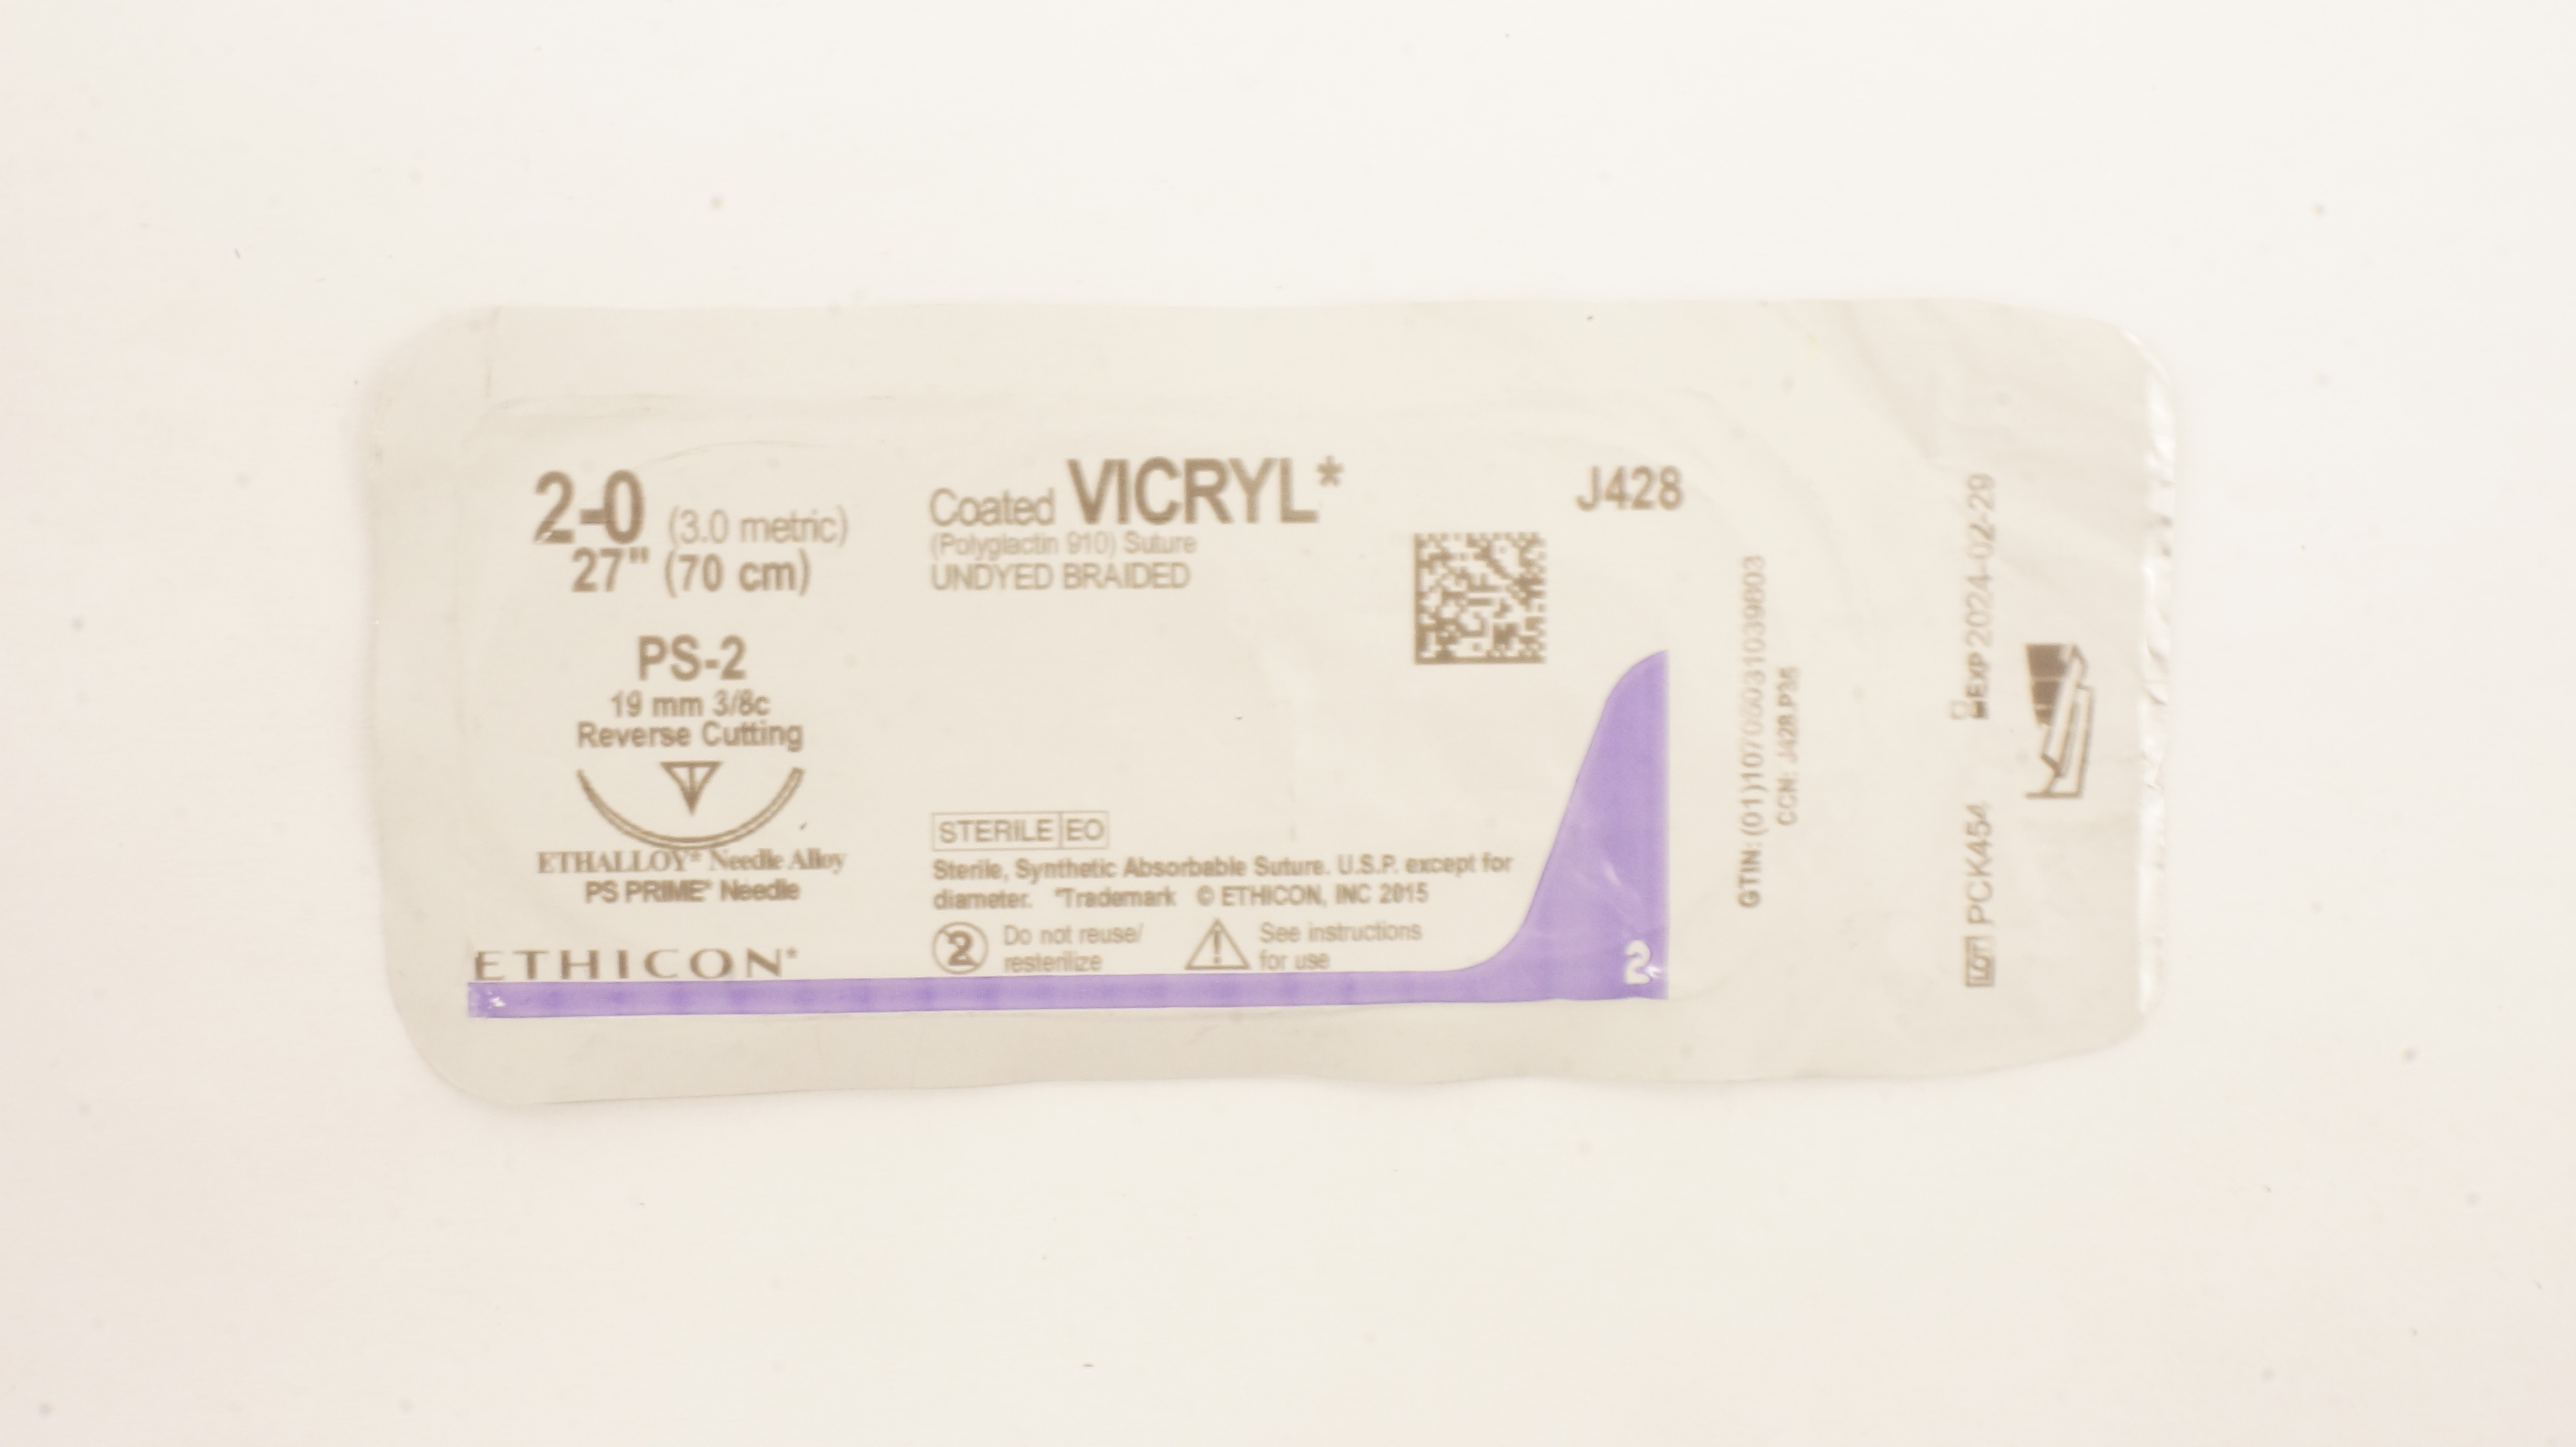 2-0 (3.0 metric)
27" (70 cm)
PS-2
19 mm 3/8c
Reverse Cutting
ETHALLOY* Needle Alloy
PS PRIME* Needle
ETHICON*
Coated VICRYL*
(Polyglactin 910) Suture
UNDYED BRAIDED
J428
STERILE EO
Sterile, Synthetic Absorbable Suture. U.S.P. except for
diameter. *Trademark © ETHICON, INC 2015
2 Do not reuse/
resterilize
! See instructions
for use
2
GTIN: (01)10705031039803
CCN: J428.P35
LOT PCK454
EXP 2024-02-29